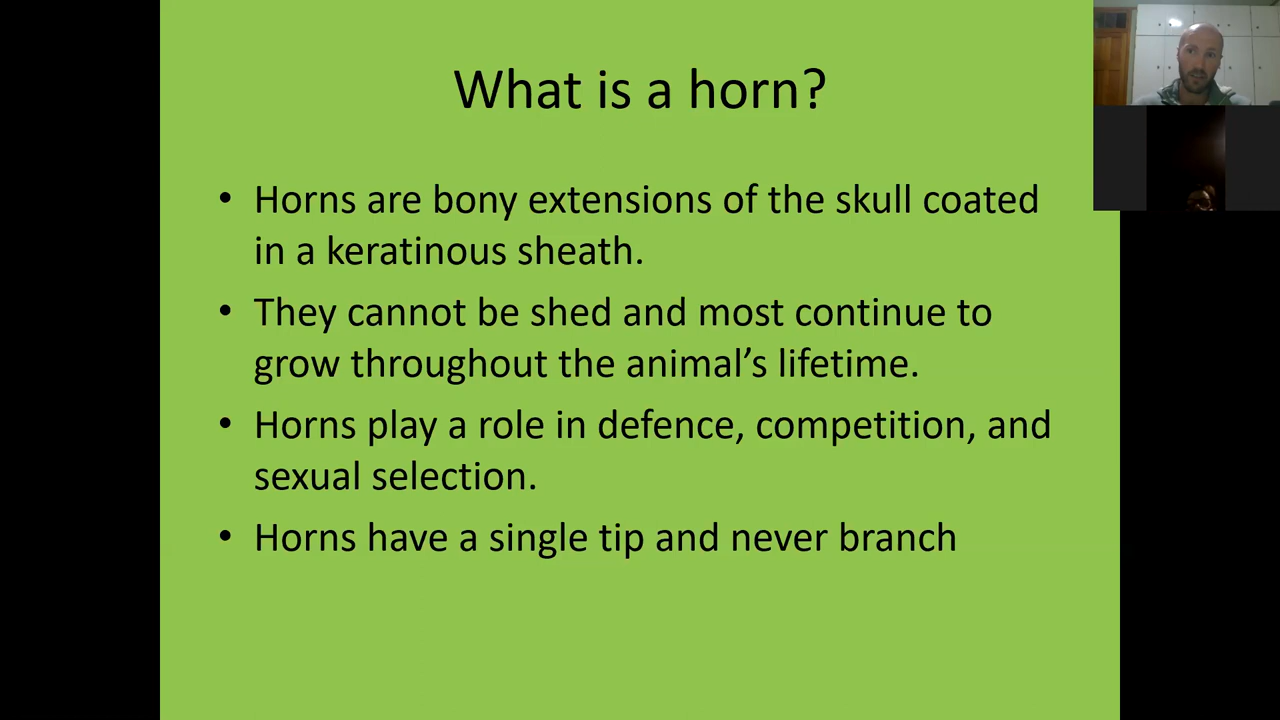 What is a horn?
• Horns are bony extensions of the skull coated
in a keratinous sheath.
• They cannot be shed and most continue to
grow throughout the animal’s lifetime.
• Horns play a role in defence, competition, and
sexual selection.
• Horns have a single tip and never branch